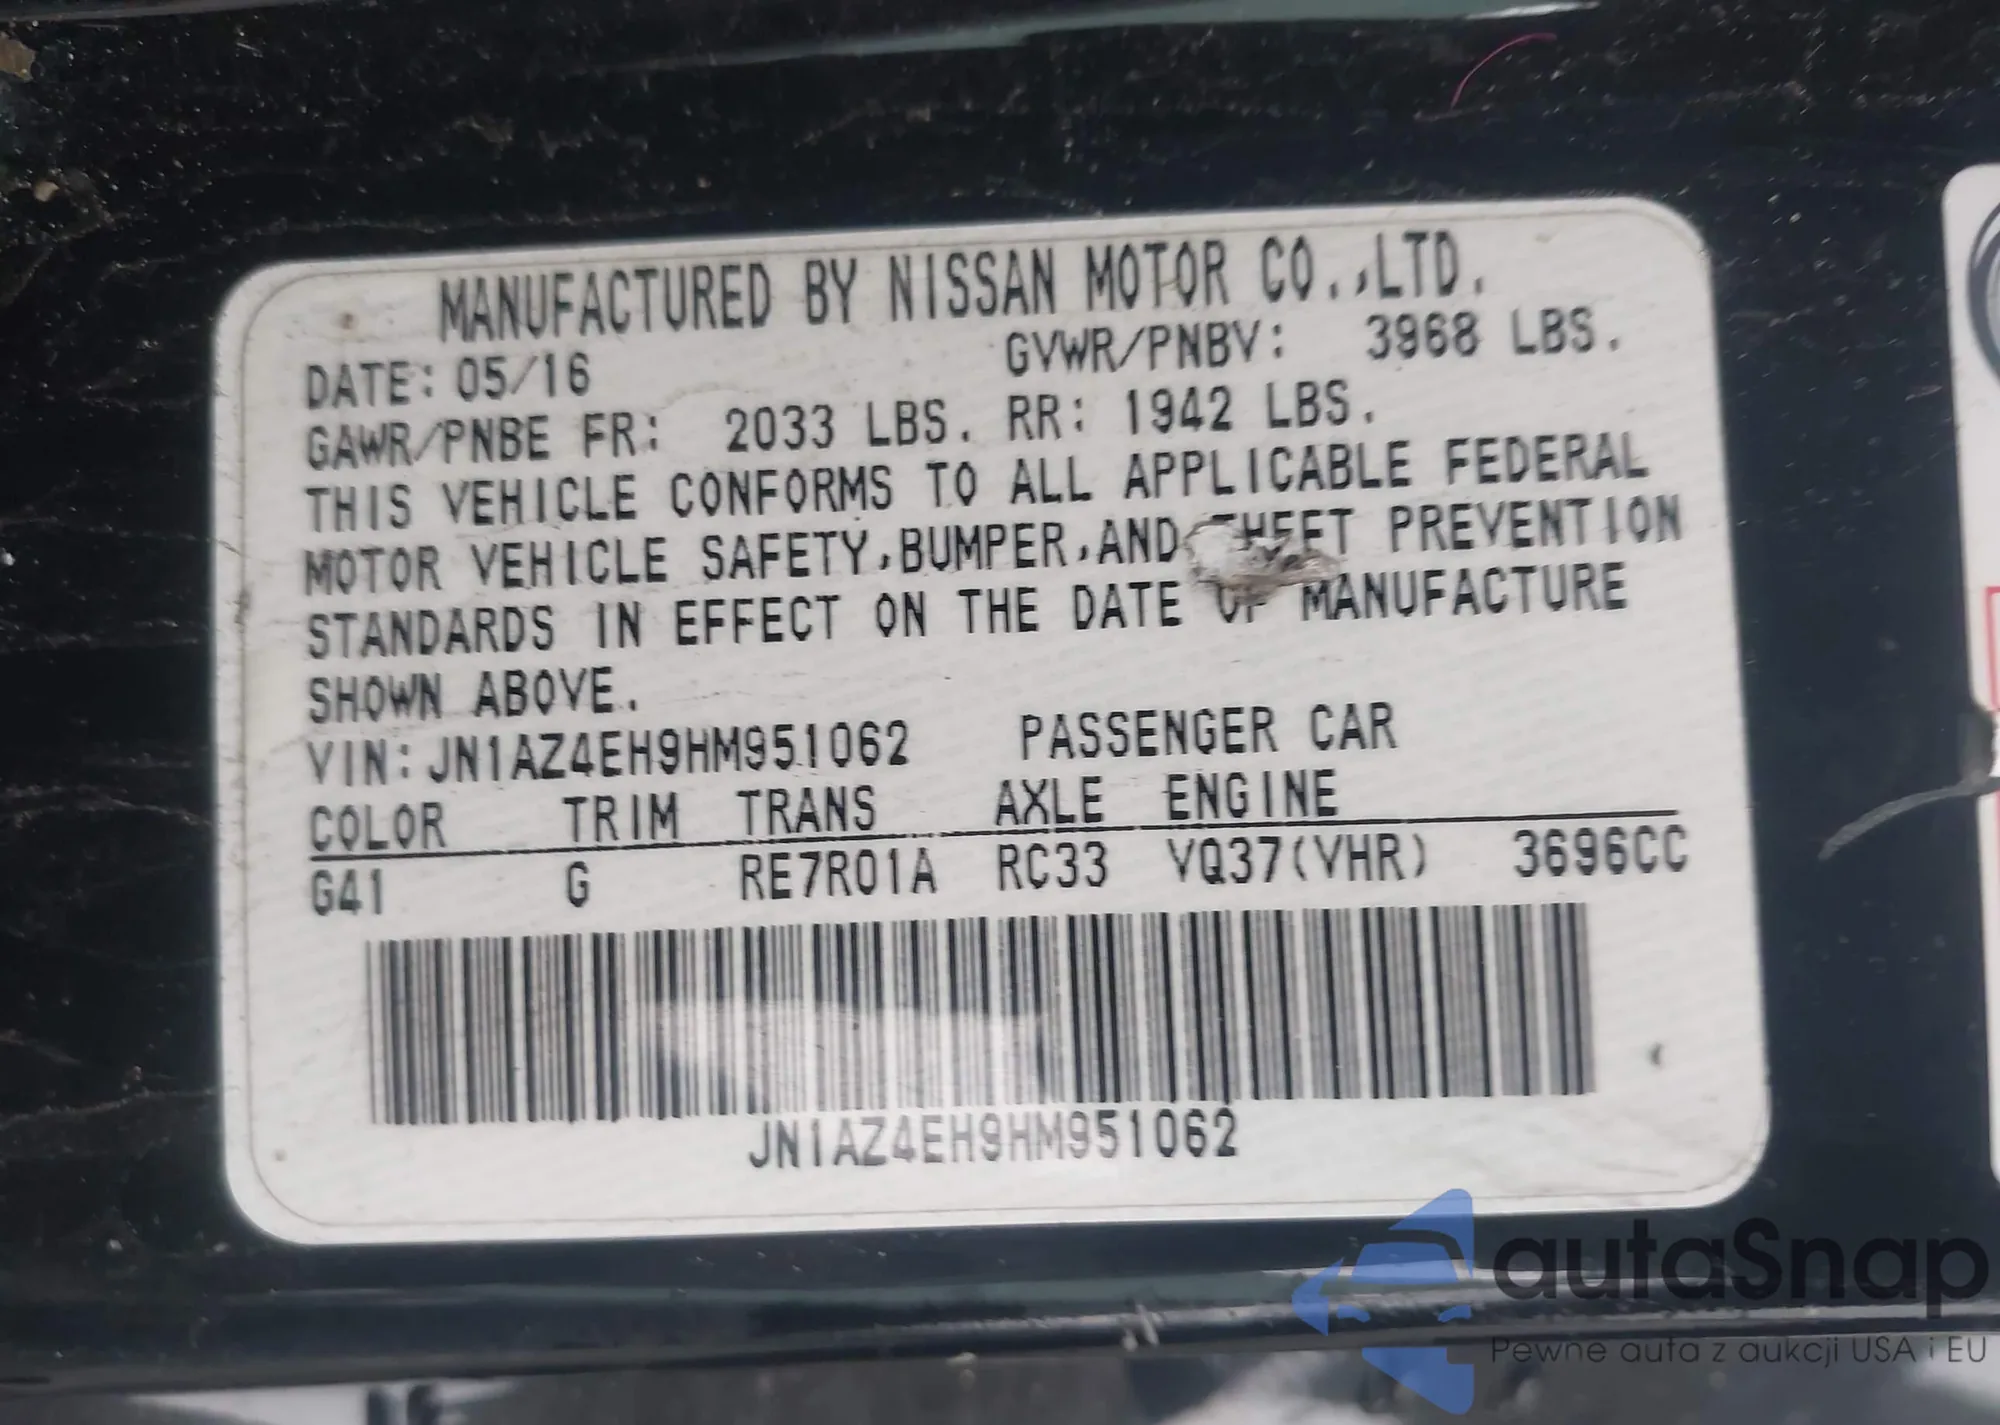 MANUFACTURED BY NISSAN MOTOR CO.,LTD.
DATE: 05/16 GVWR/PNBV: 3968 LBS.
GAWR/PNBE FR: 2033 LBS. RR: 1942 LBS.
THIS VEHICLE CONFORMS TO ALL APPLICABLE FEDERAL
MOTOR VEHICLE SAFETY,BUMPER,AND THEFT PREVENTION
STANDARDS IN EFFECT ON THE DATE OF MANUFACTURE
SHOWN ABOVE.
VIN:JN1AZ4EH9HM951062 PASSENGER CAR
COLOR TRIM TRANS AXLE ENGINE
G41 G RE7R01A RC33 VQ37(VHR) 3696CC
JN1AZ4EH9HM951062
autaSnap
Pewne auta z aukcji USA i EU